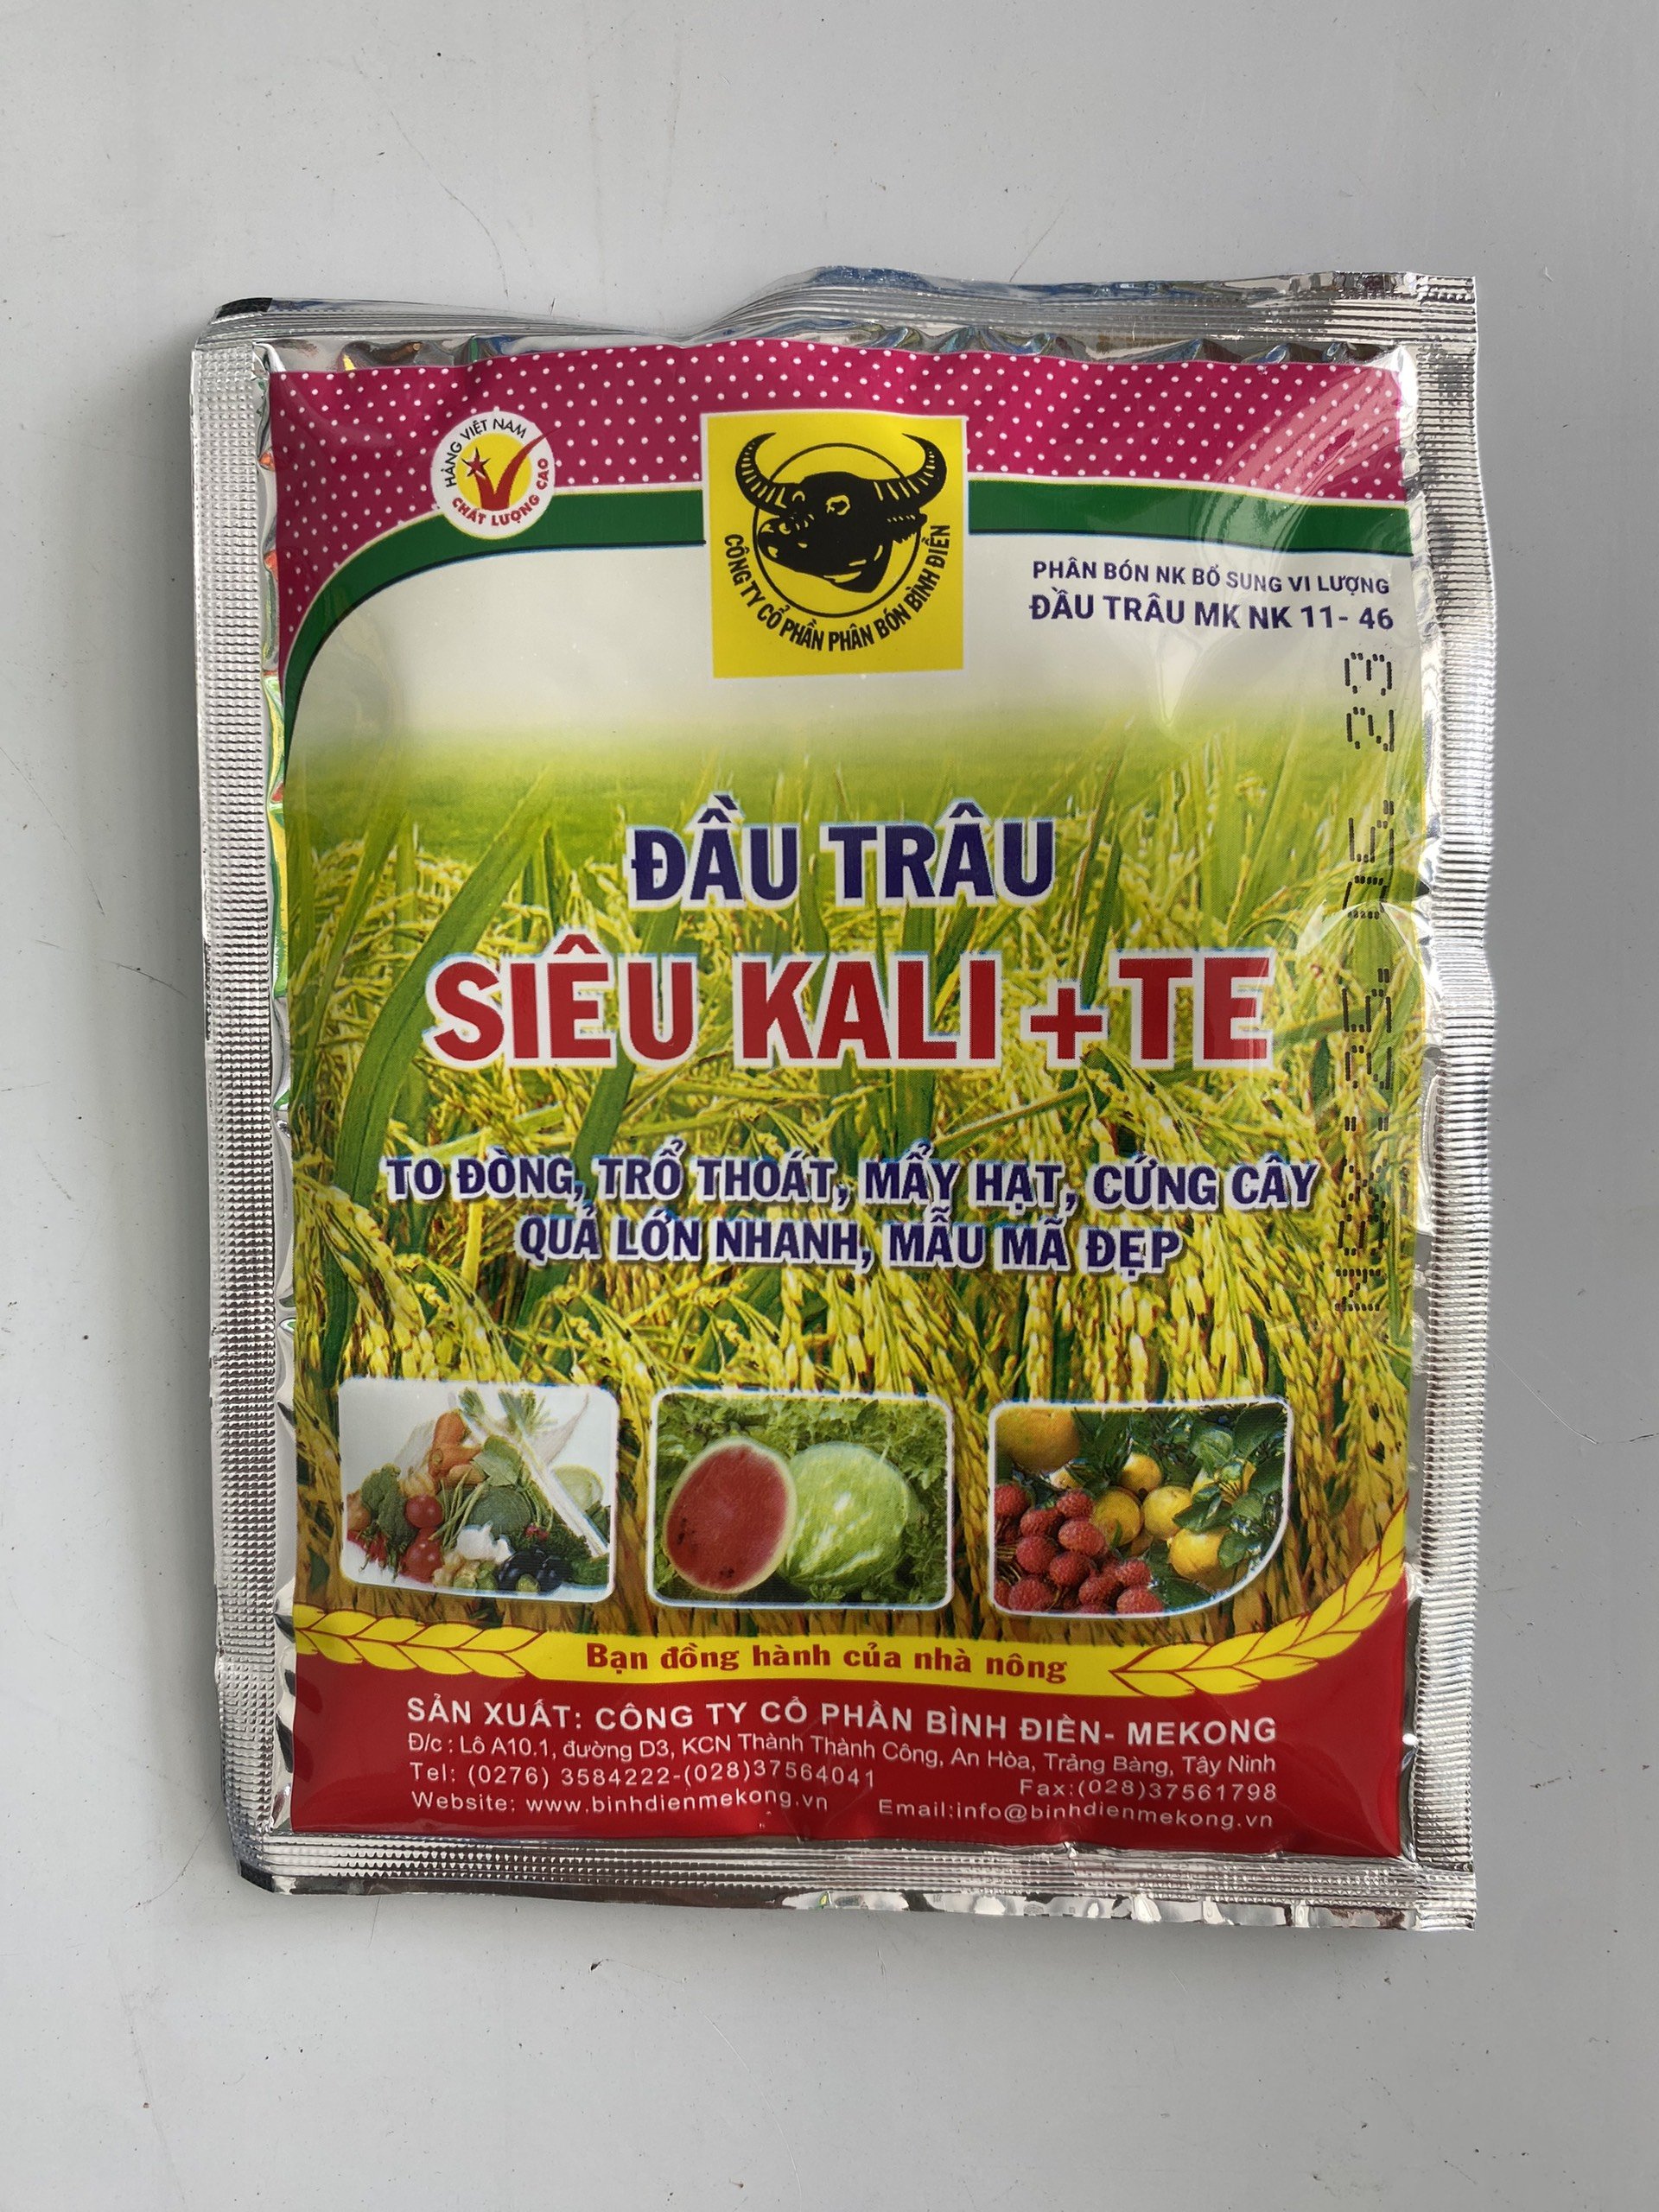 HÀNG VIỆT NAM
CHẤT LƯỢNG CAO
CÔNG TY CỔ PHẦN PHÂN BÓN BÌNH ĐIỀN
PHÂN BÓN NK BỔ SUNG VI LƯỢNG
ĐẦU TRÂU MK NK 11- 46
ĐẦU TRÂU
SIÊU KALI + TE
TO ĐÒNG, TRỔ THOÁT, MẨY HẠT, CỨNG CÂY
QUẢ LỚN NHANH, MẪU MÃ ĐẸP
25. 05. 23
Bạn đồng hành của nhà nông
SẢN XUẤT: CÔNG TY CỔ PHẦN BÌNH ĐIỀN- MEKONG
Đ/c : Lô A10.1, đường D3, KCN Thành Thành Công, An Hòa, Trảng Bàng, Tây Ninh
Tel: (0276) 3584222-(028)37564041 Fax:(028)37561798
Website: www.binhdienmekong.vn Email:info@binhdienmekong.vn